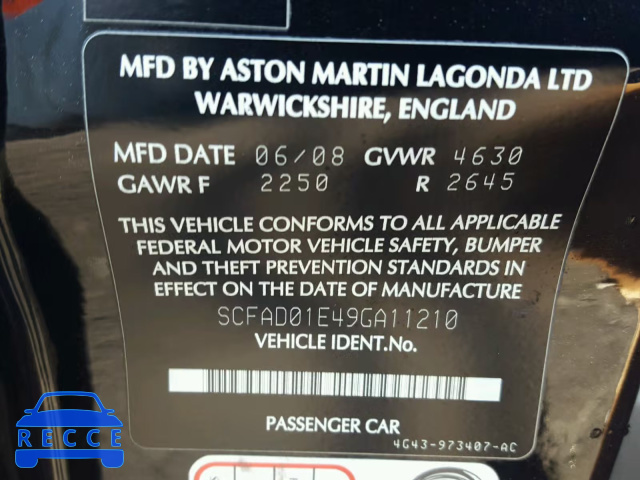 MFD BY ASTON MARTIN LAGONDA LTD
WARWICKSHIRE, ENGLAND
MFD DATE 06/08 GVWR 4630
GAWR F 2250 R 2645
THIS VEHICLE CONFORMS TO ALL APPLICABLE
FEDERAL MOTOR VEHICLE SAFETY, BUMPER
AND THEFT PREVENTION STANDARDS IN
EFFECT ON THE DATE OF MANUFACTURE
SCFAD01E49GA11210
VEHICLE IDENT.No.
PASSENGER CAR
4G43-973407-AC
RECCE